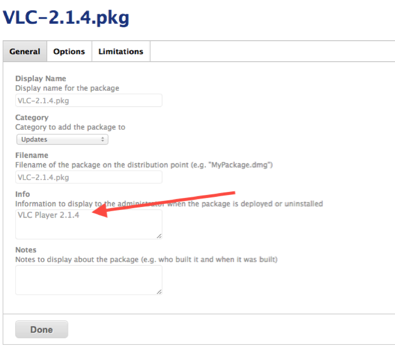 VLC-2.1.4.pkg
General Options Limitations
Display Name
Display name for the package
VLC-2.1.4.pkg
Category
Category to add the package to
Updates
Filename
Filename of the package on the distribution point (e.g. "MyPackage.dmg")
VLC-2.1.4.pkg
Info
Information to display to the administrator when the package is deployed or uninstalled
VLC Player 2.1.4
Notes
Notes to display about the package (e.g. who built it and when it was built)
Done